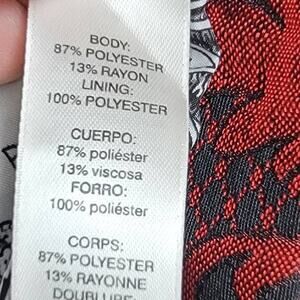 BODY:
87% POLYESTER
13% RAYON
LINING:
100% POLYESTER
CUERPO:
87% poliéster
13% viscosa
FORRO:
100% poliéster
CORPS:
87% POLYESTER
13% RAYONNE
DOUBLURE: